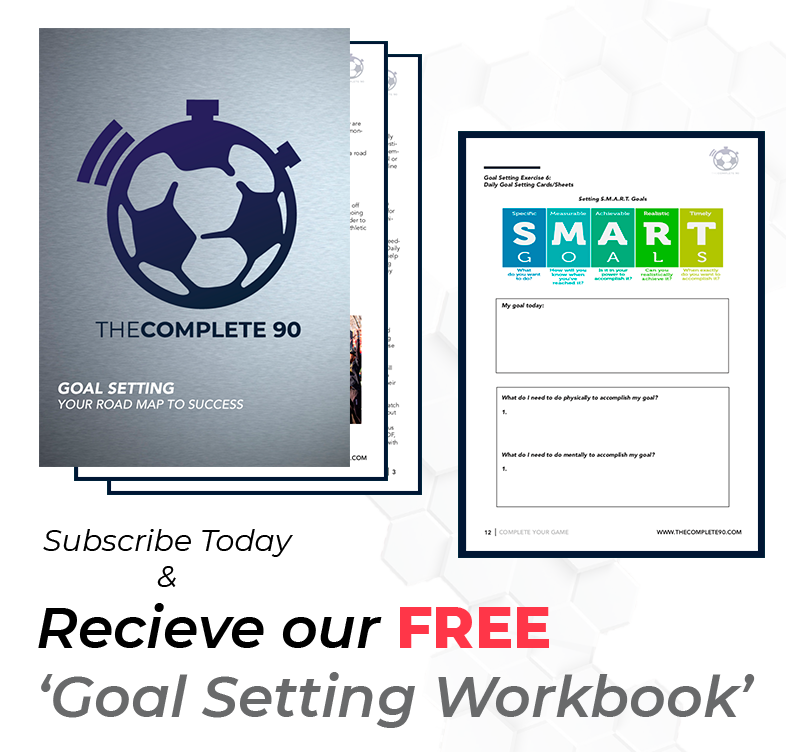 THECOMPLETE 90
GOAL SETTING
YOUR ROAD MAP TO SUCCESS
.COM
3
Goal Setting Exercise 6:
Daily Goal Setting Cards/Sheets
Setting S.M.A.R.T. Goals
Specific Measurable Achievable Realistic Timely
S M A R T
G O A L S
What do you want to do?
How will you know when you've reached it?
Is it in your power to accomplish it?
Can you realistically achieve it?
When exactly do you want to accomplish it?
My goal today:
What do I need to do physically to accomplish my goal?
1.
What do I need to do mentally to accomplish my goal?
1.
12 | COMPLETE YOUR GAME
WWW.THECOMPLETE90.COM
Subscribe Today
&
Recieve our FREE
‘Goal Setting Workbook’